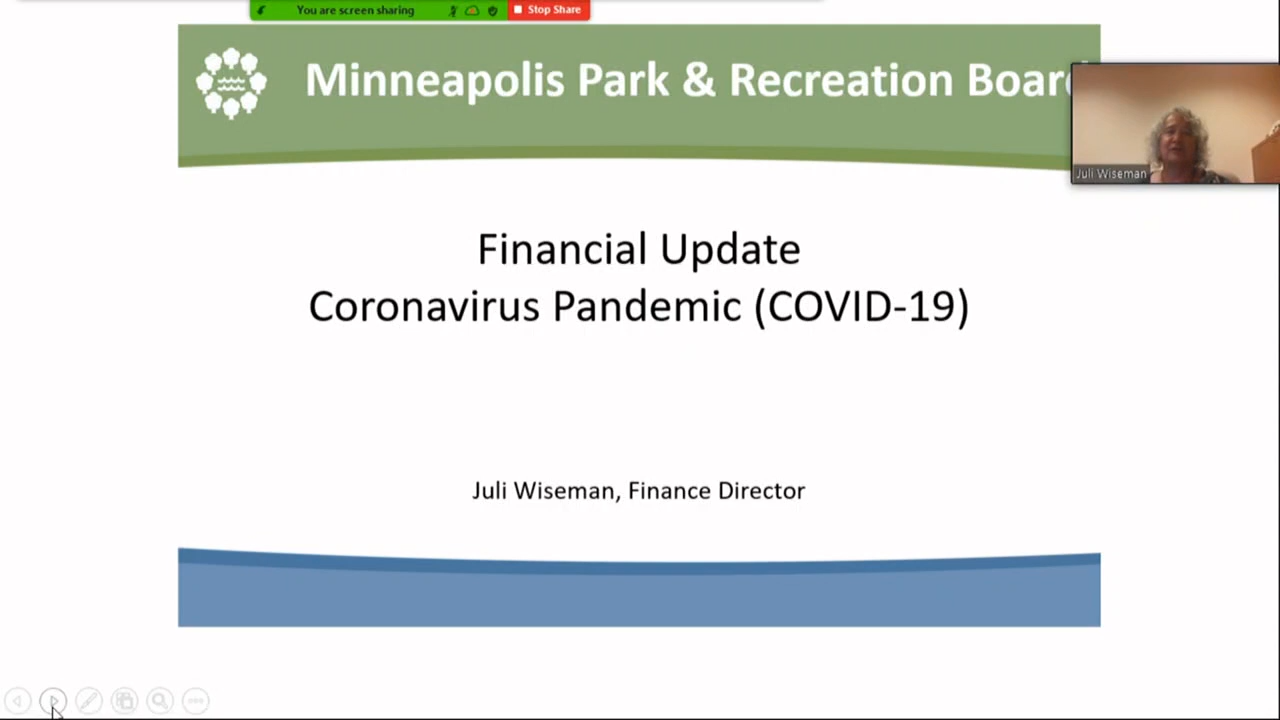 You are screen sharing
Stop Share
Minneapolis Park & Recreation Board
Juli Wiseman
Financial Update
Coronavirus Pandemic (COVID-19)
Juli Wiseman, Finance Director